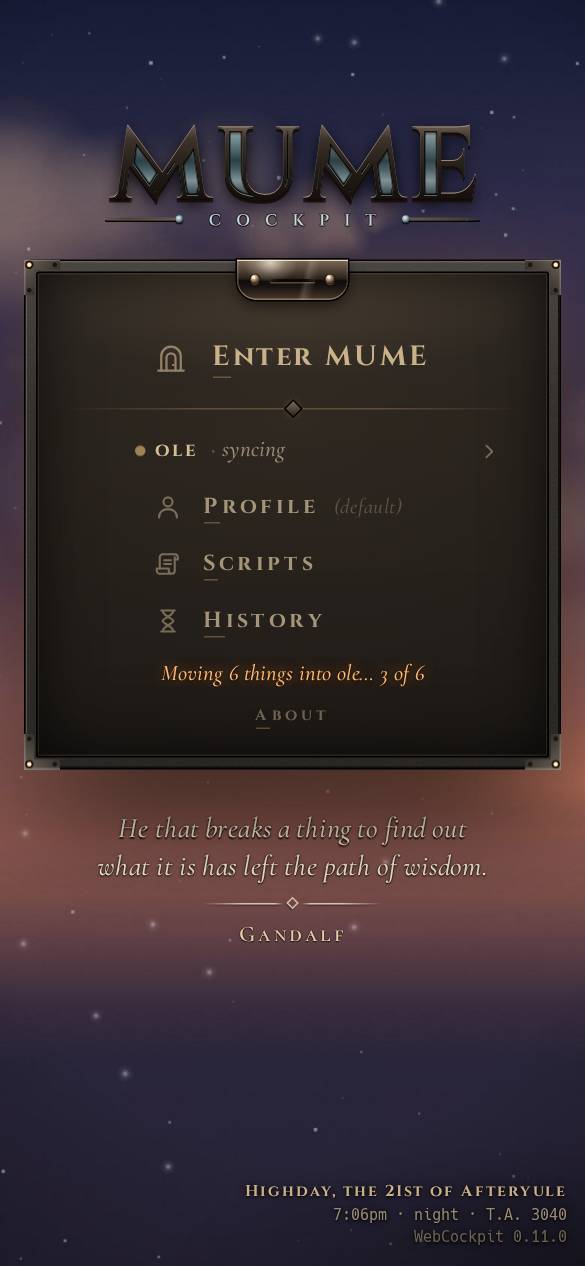 MUME
COCKPIT
Enter MUME
OLE · syncing
Profile (default)
Scripts
History
Moving 6 things into ole... 3 of 6
About
He that breaks a thing to find out
what it is has left the path of wisdom.
Gandalf
Highday, the 21st of Afteryule
7:06pm · night · T.A. 3040
WebCockpit 0.11.0